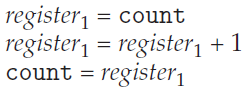 register₁ = count
register₁ = register₁ + 1
count = register₁